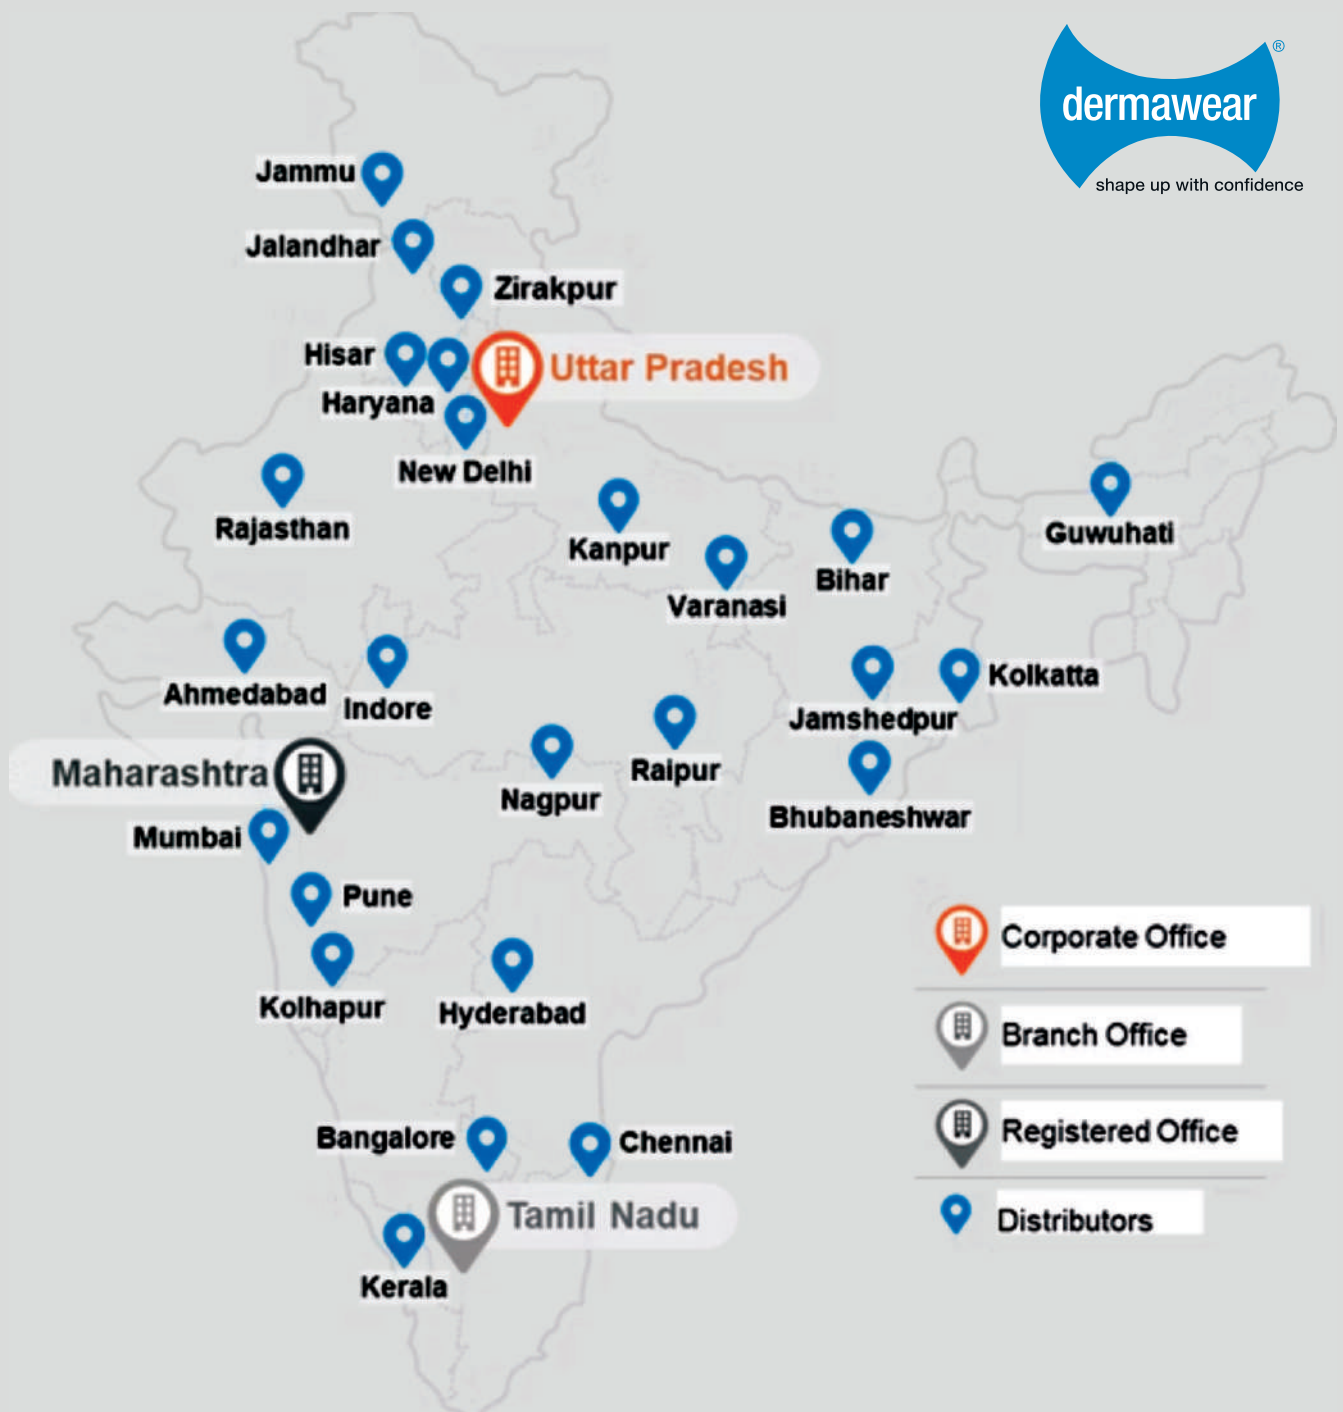 dermawear®
shape up with confidence
Jammu
Jalandhar
Zirakpur
Hisar
Uttar Pradesh
Haryana
New Delhi
Rajasthan
Kanpur
Guwuhati
Bihar
Varanasi
Ahmedabad
Indore
Kolkatta
Jamshedpur
Maharashtra
Raipur
Nagpur
Bhubaneshwar
Mumbai
Pune
Kolhapur
Hyderabad
Bangalore
Chennai
Tamil Nadu
Kerala
Corporate Office
Branch Office
Registered Office
Distributors